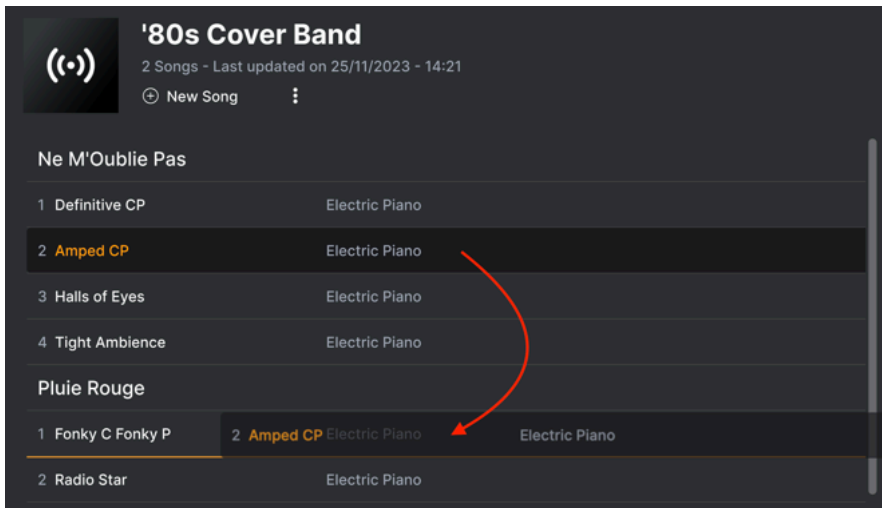 '80s Cover Band
2 Songs - Last updated on 25/11/2023 - 14:21
New Song
Ne M'Oublie Pas
1 Definitive CP Electric Piano
2 Amped CP Electric Piano
3 Halls of Eyes Electric Piano
4 Tight Ambience Electric Piano
Pluie Rouge
1 Fonky C Fonky P 2 Amped CP Electric Piano Electric Piano
2 Radio Star Electric Piano